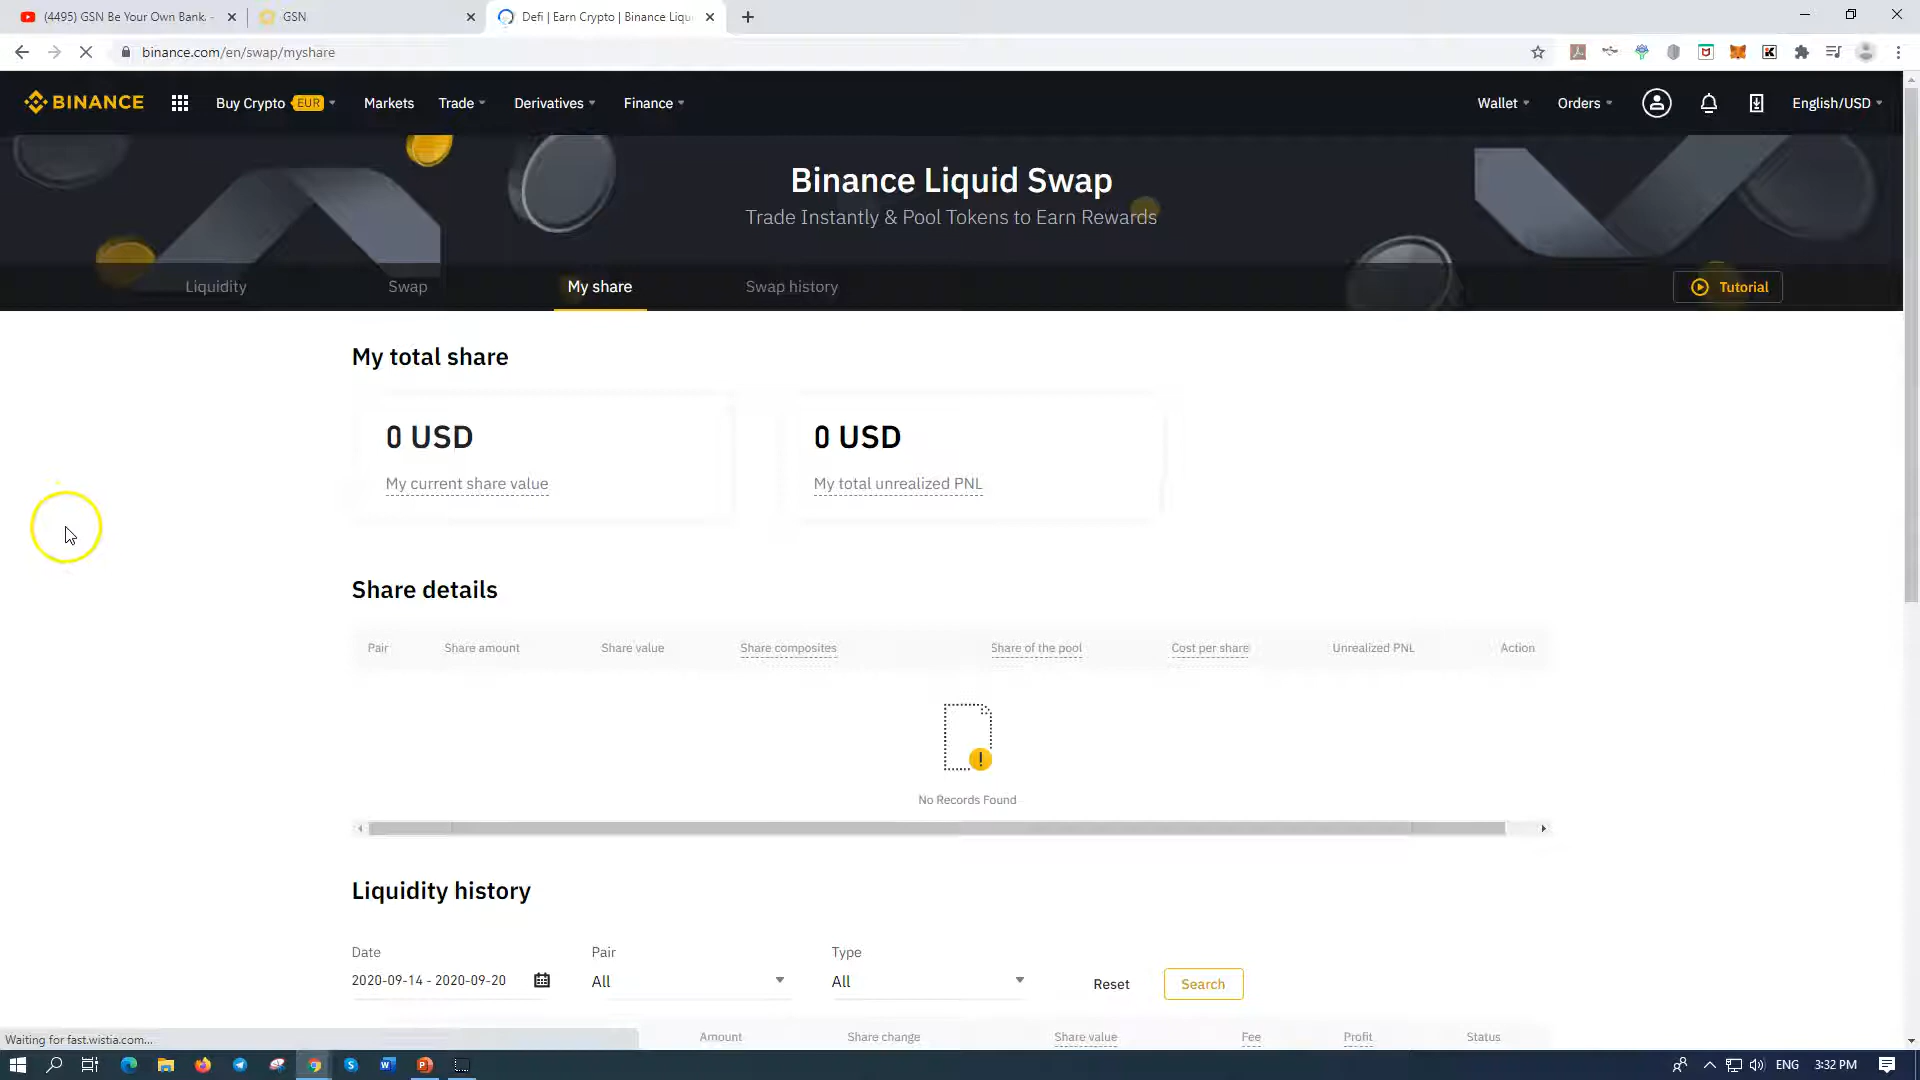 (4495) GSN Be Your Own Bank. -
GSN
Defi | Earn Crypto | Binance Liqu
binance.com/en/swap/myshare
BINANCE
Buy Crypto EUR
Markets
Trade
Derivatives
Finance
Wallet
Orders
English/USD
Binance Liquid Swap
Trade Instantly & Pool Tokens to Earn Rewards
Liquidity
Swap
My share
Swap history
Tutorial
My total share
0 USD
My current share value
0 USD
My total unrealized PNL
Share details
Pair
Share amount
Share value
Share composites
Share of the pool
Cost per share
Unrealized PNL
Action
No Records Found
Liquidity history
Date
Pair
Type
2020-09-14 - 2020-09-20
All
All
Reset
Search
Amount
Share change
Share value
Fee
Profit
Status
Waiting for fast.wistia.com...
ENG
3:32 PM